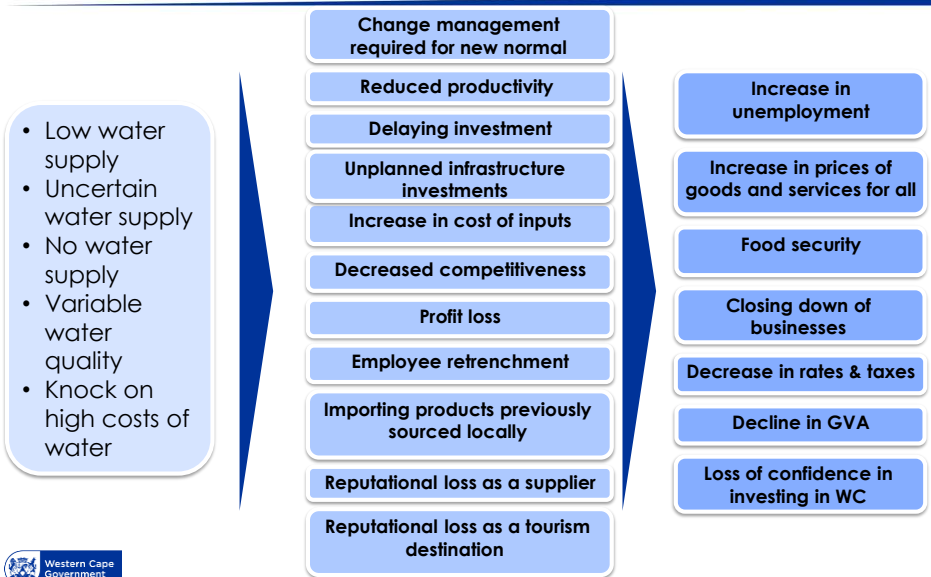 • Low water
supply
• Uncertain
water supply
• No water
supply
• Variable
water
quality
• Knock on
high costs of
water
Change management
required for new normal
Reduced productivity
Delaying investment
Unplanned infrastructure
investments
Increase in cost of inputs
Decreased competitiveness
Profit loss
Employee retrenchment
Importing products previously
sourced locally
Reputational loss as a supplier
Reputational loss as a tourism
destination
Increase in
unemployment
Increase in prices of
goods and services for all
Food security
Closing down of
businesses
Decrease in rates & taxes
Decline in GVA
Loss of confidence in
investing in WC
Western Cape
Government